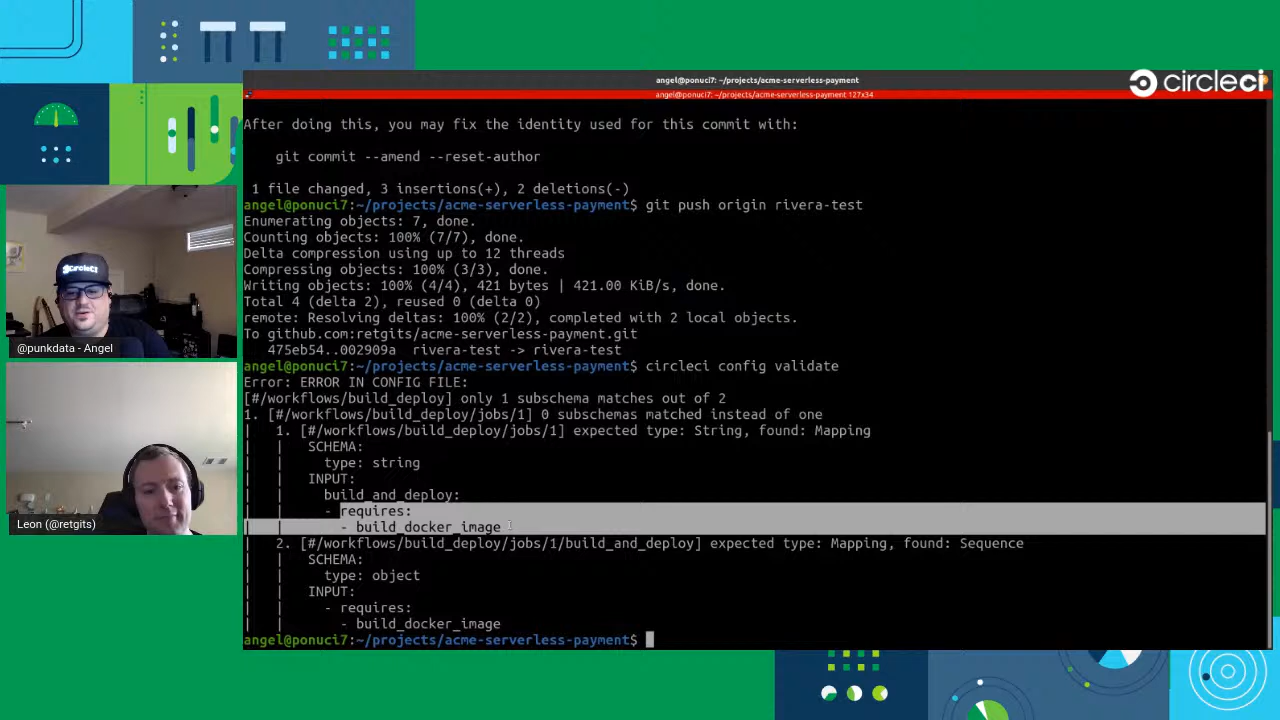 angel@ponuci7: ~/projects/acme-serverless-payment
angel@ponuci7: ~/projects/acme-serverless-payment 127x34
circleci
After doing this, you may fix the identity used for this commit with:
git commit --amend --reset-author
1 file changed, 3 insertions(+), 2 deletions(-)
angel@ponuci7:~/projects/acme-serverless-payment$ git push origin rivera-test
Enumerating objects: 7, done.
Counting objects: 100% (7/7), done.
Delta compression using up to 12 threads
Compressing objects: 100% (3/3), done.
Writing objects: 100% (4/4), 421 bytes | 421.00 KiB/s, done.
Total 4 (delta 2), reused 0 (delta 0)
remote: Resolving deltas: 100% (2/2), completed with 2 local objects.
To github.com:retgits/acme-serverless-payment.git
475eb54..002909a  rivera-test -> rivera-test
angel@ponuci7:~/projects/acme-serverless-payment$ circleci config validate
Error: ERROR IN CONFIG FILE:
[#/workflows/build_deploy] only 1 subschema matches out of 2
1. [#/workflows/build_deploy/jobs/1] 0 subschemas matched instead of one
|   1. [#/workflows/build_deploy/jobs/1] expected type: String, found: Mapping
|   |   SCHEMA:
|   |     type: string
|   |   INPUT:
|   |     build_and_deploy:
|   |     - requires:
|   |       - build_docker_image
|   2. [#/workflows/build_deploy/jobs/1/build_and_deploy] expected type: Mapping, found: Sequence
|   |   SCHEMA:
|   |     type: object
|   |   INPUT:
|   |     - requires:
|   |       - build_docker_image
angel@ponuci7:~/projects/acme-serverless-payment$
circleci
@punkdata - Angel
Leon (@retgits)